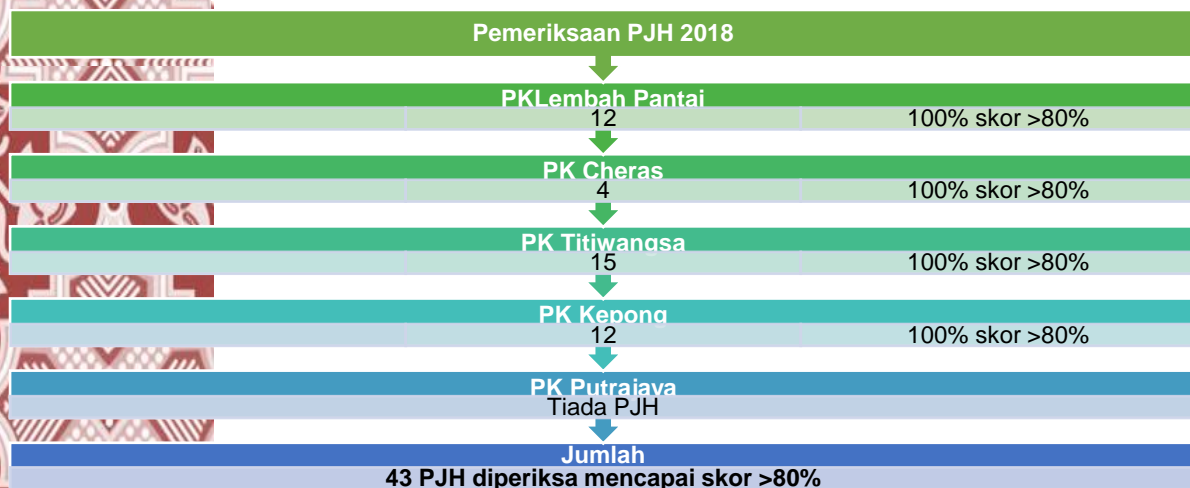 Pemeriksaan PJH 2018
PKLembah Pantai
12 100% skor >80%
PK Cheras
4 100% skor >80%
PK Titiwangsa
15 100% skor >80%
PK Kepong
12 100% skor >80%
PK Putrajaya
Tiada PJH
Jumlah
43 PJH diperiksa mencapai skor >80%